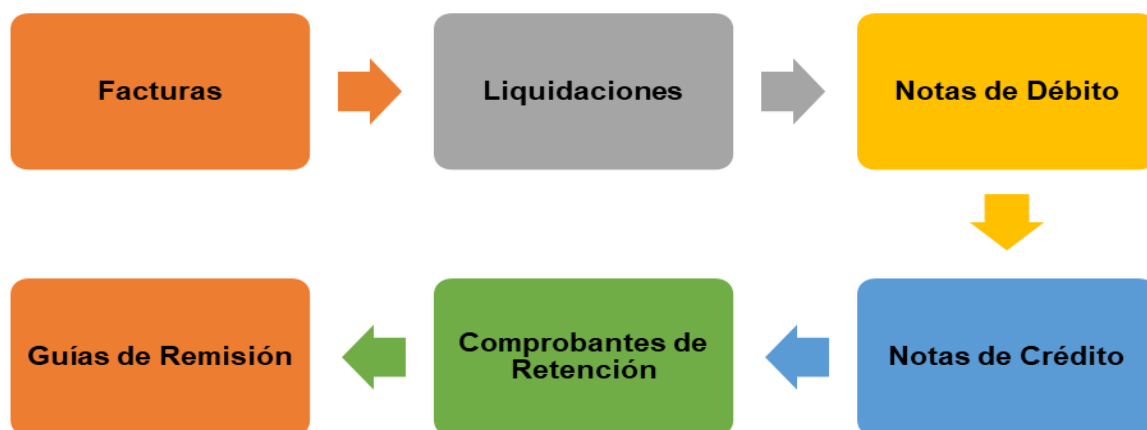 Facturas
Liquidaciones
Notas de Débito
Notas de Crédito
Comprobantes de
Retención
Guías de Remisión